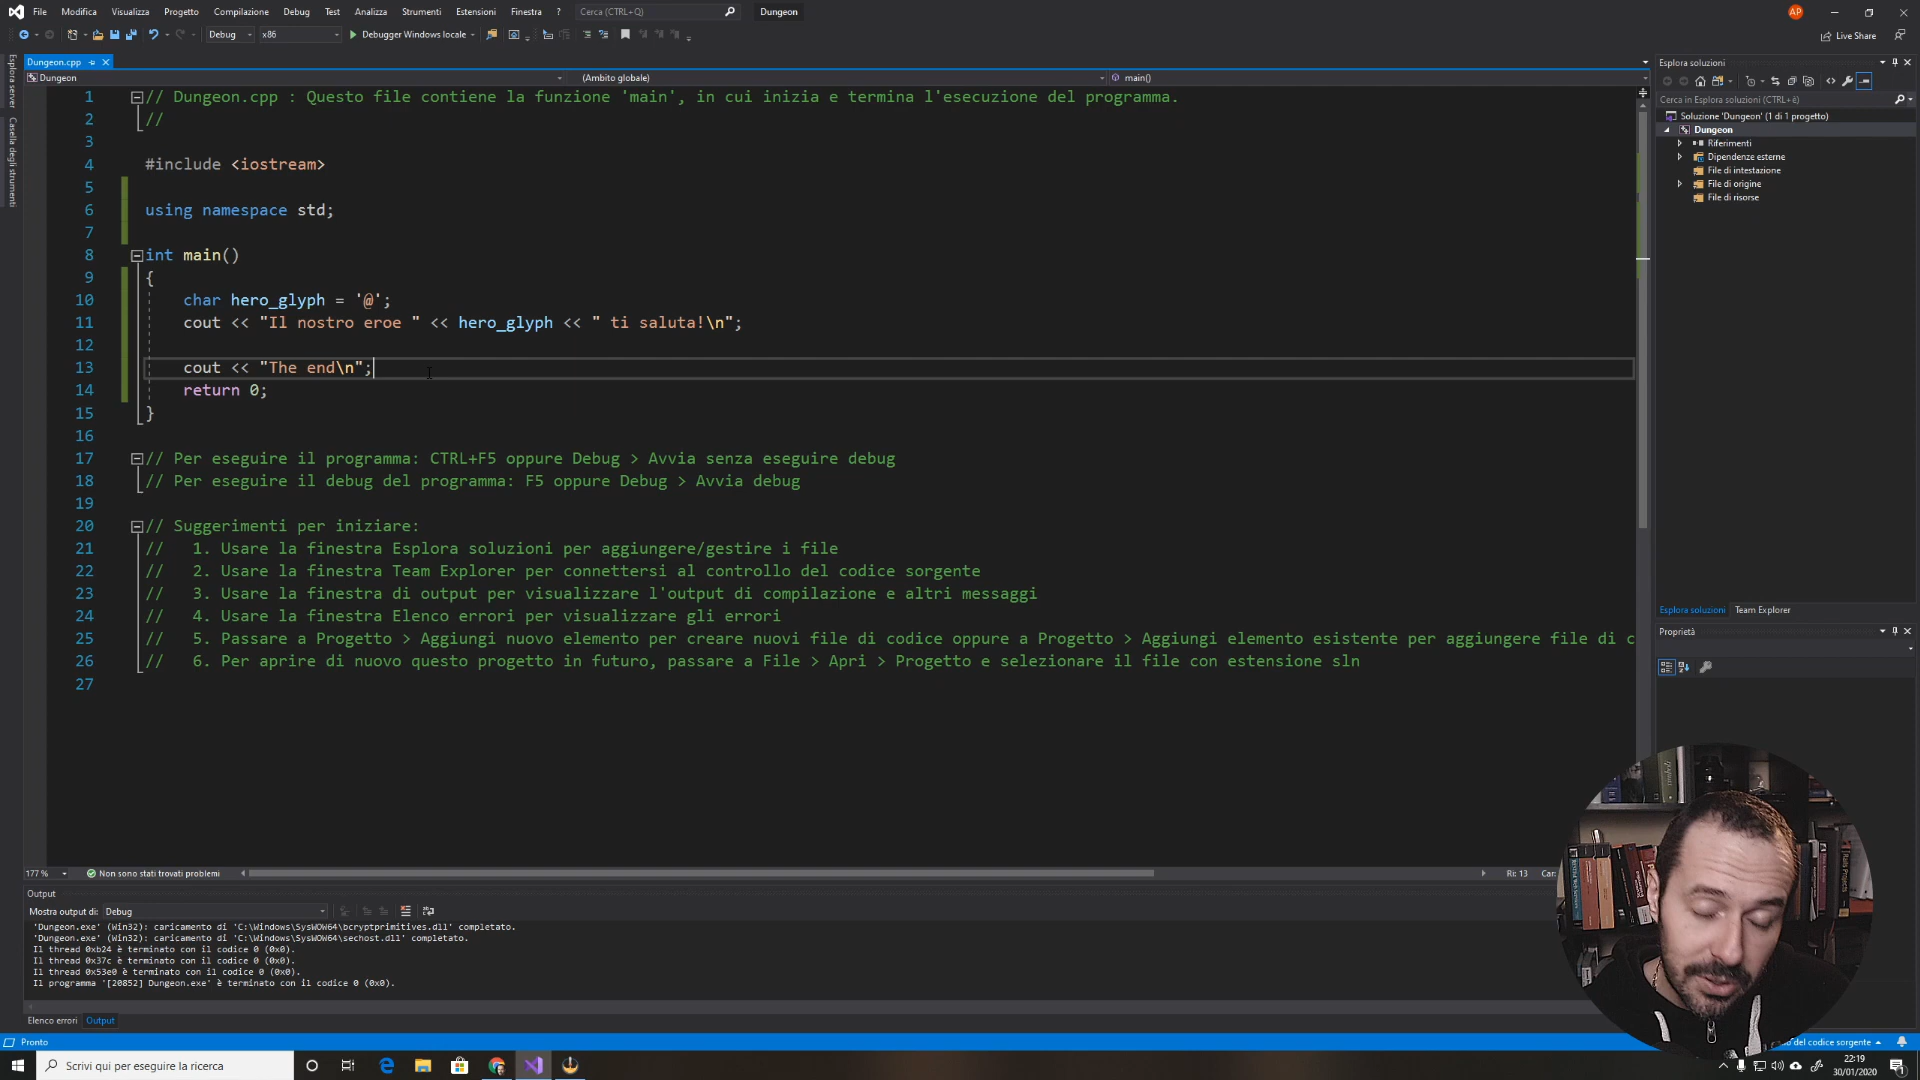 File Modifica Visualizza Progetto Compilazione Debug Test Analizza Strumenti Estensioni Finestra ? Cerca (CTRL+Q) Dungeon AP
Debug x86 Debugger Windows locale Live Share
Esplora server
Casella degli strumenti
Dungeon.cpp
Dungeon (Ambito globale) main()
1 // Dungeon.cpp : Questo file contiene la funzione 'main', in cui inizia e termina l'esecuzione del programma.
2 //
3
4 #include <iostream>
5
6 using namespace std;
7
8 int main()
9 {
10 char hero_glyph = '@';
11 cout << "Il nostro eroe " << hero_glyph << " ti saluta!\n";
12
13 cout << "The end\n";
14 return 0;
15 }
16
17 // Per eseguire il programma: CTRL+F5 oppure Debug > Avvia senza eseguire debug
18 // Per eseguire il debug del programma: F5 oppure Debug > Avvia debug
19
20 // Suggerimenti per iniziare:
21 // 1. Usare la finestra Esplora soluzioni per aggiungere/gestire i file
22 // 2. Usare la finestra Team Explorer per connettersi al controllo del codice sorgente
23 // 3. Usare la finestra di output per visualizzare l'output di compilazione e altri messaggi
24 // 4. Usare la finestra Elenco errori per visualizzare gli errori
25 // 5. Passare a Progetto > Aggiungi nuovo elemento per creare nuovi file di codice oppure a Progetto > Aggiungi elemento esistente per aggiungere file di c
26 // 6. Per aprire di nuovo questo progetto in futuro, passare a File > Apri > Progetto e selezionare il file con estensione sln
27
177 % Non sono stati trovati problemi Ri: 13 Car:
Output
Mostra output di: Debug
'Dungeon.exe' (Win32): caricamento di 'C:\Windows\SysWOW64\bcryptprimitives.dll' completato.
'Dungeon.exe' (Win32): caricamento di 'C:\Windows\SysWOW64\sechost.dll' completato.
Il thread 0xb24 è terminato con il codice 0 (0x0).
Il thread 0x37c è terminato con il codice 0 (0x0).
Il thread 0x53e0 è terminato con il codice 0 (0x0).
Il programma '[20852] Dungeon.exe' è terminato con il codice 0 (0x0).
Elenco errori Output
Esplora soluzioni
Cerca in Esplora soluzioni (CTRL+è)
Soluzione 'Dungeon' (1 di 1 progetto)
Dungeon
Riferimenti
Dipendenze esterne
File di intestazione
File di origine
File di risorse
Esplora soluzioni Team Explorer
Proprietà
Pronto
del codice sorgente
Scrivi qui per eseguire la ricerca
22:19
30/01/2020